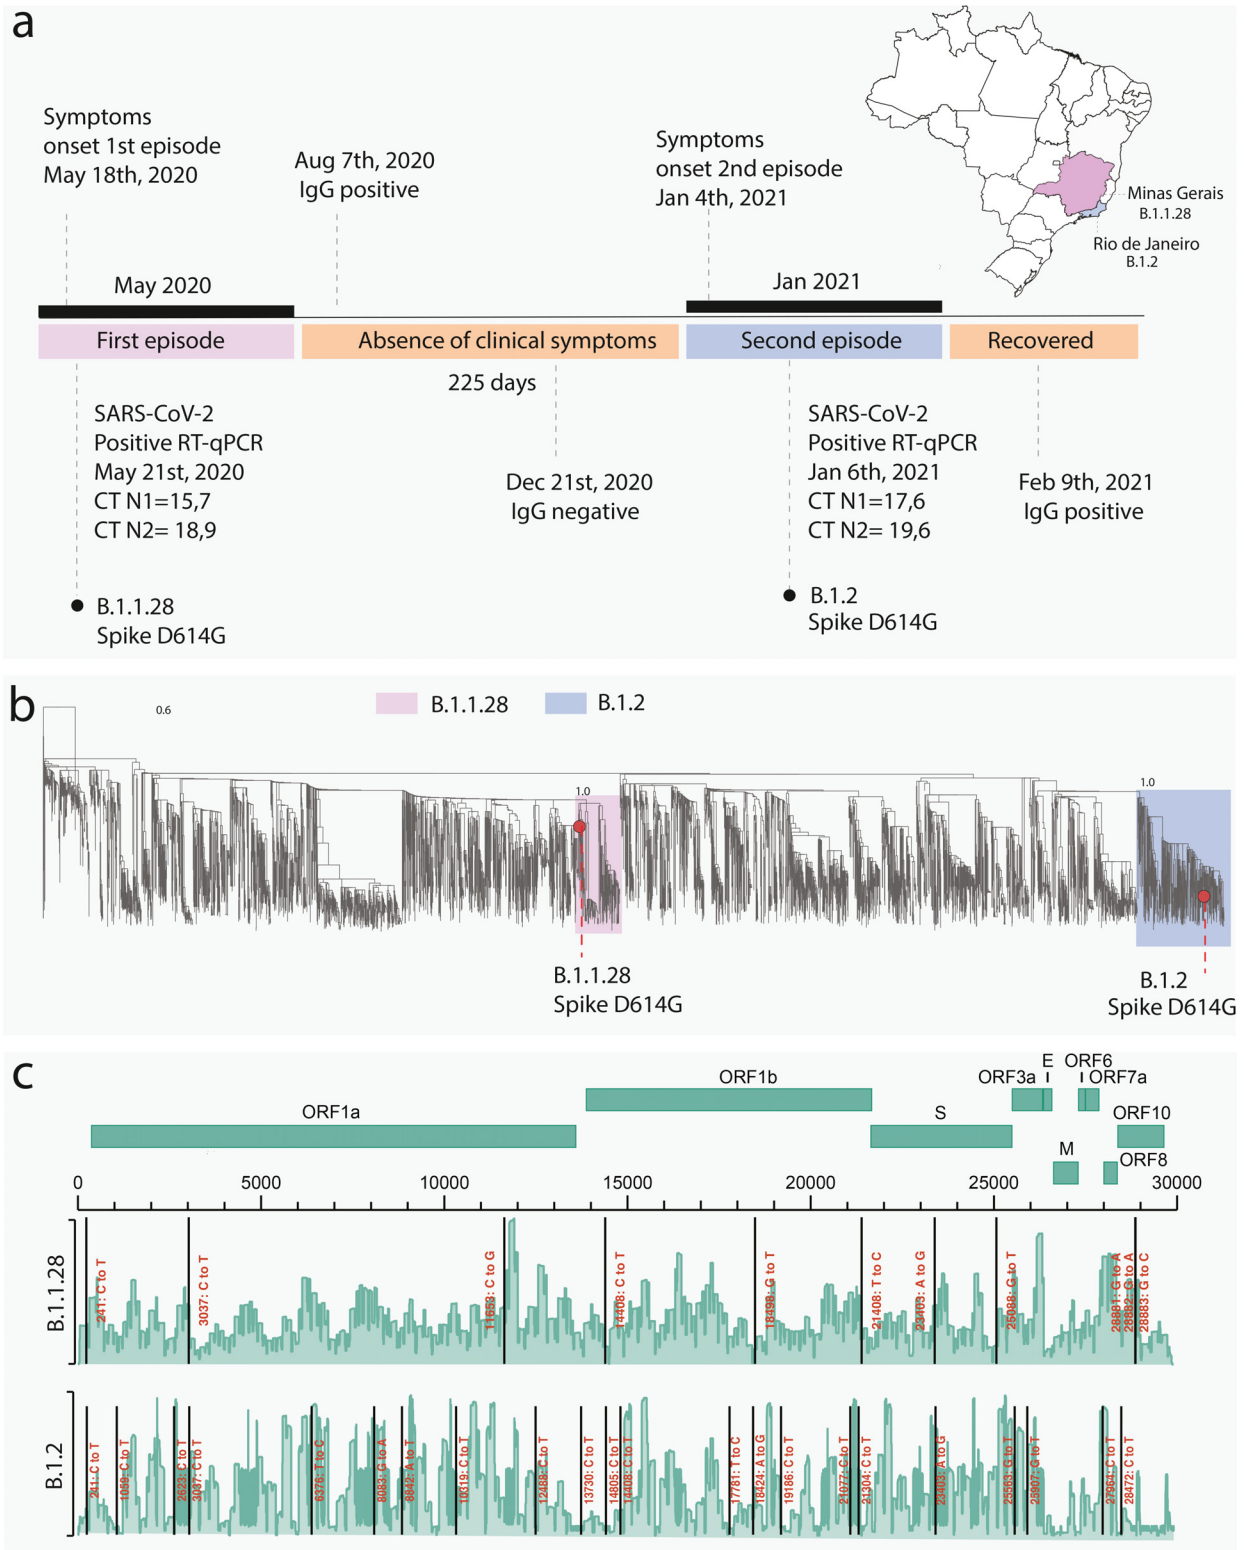 a
Symptoms
onset 1st episode
May 18th, 2020
Aug 7th, 2020
IgG positive
Symptoms
onset 2nd episode
Jan 4th, 2021
Minas Gerais
B.1.1.28
Rio de Janeiro
B.1.2
May 2020
Jan 2021
First episode
Absence of clinical symptoms
Second episode
Recovered
225 days
SARS-CoV-2
Positive RT-qPCR
May 21st, 2020
CT N1=15,7
CT N2= 18,9
Dec 21st, 2020
IgG negative
SARS-CoV-2
Positive RT-qPCR
Jan 6th, 2021
CT N1=17,6
CT N2= 19,6
Feb 9th, 2021
IgG positive
B.1.1.28
Spike D614G
B.1.2
Spike D614G
b
0.6
B.1.1.28
B.1.2
1.0
1.0
B.1.1.28
Spike D614G
B.1.2
Spike D614G
c
ORF1a
ORF1b
S
ORF3a
E
ORF6
ORF7a
M
ORF10
ORF8
0
5000
10000
15000
20000
25000
30000
B.1.1.28
241: C to T
3037: C to T
11653: C to G
14408: C to T
18498: G to T
21408: T to C
23403: A to G
25088: G to T
28881: G to A
28882: G to A
28883: G to C
B.1.2
241: C to T
1059: C to T
2623: C to T
3037: C to T
6376: T to C
8083: G to A
8942: A to T
10319: C to T
12488: C to T
13730: C to T
14805: C to T
14408: C to T
17781: T to C
18424: A to G
19186: C to T
21077: C to T
21304: C to T
23403: A to G
25563: G to T
25907: G to T
27964: C to T
28472: C to T